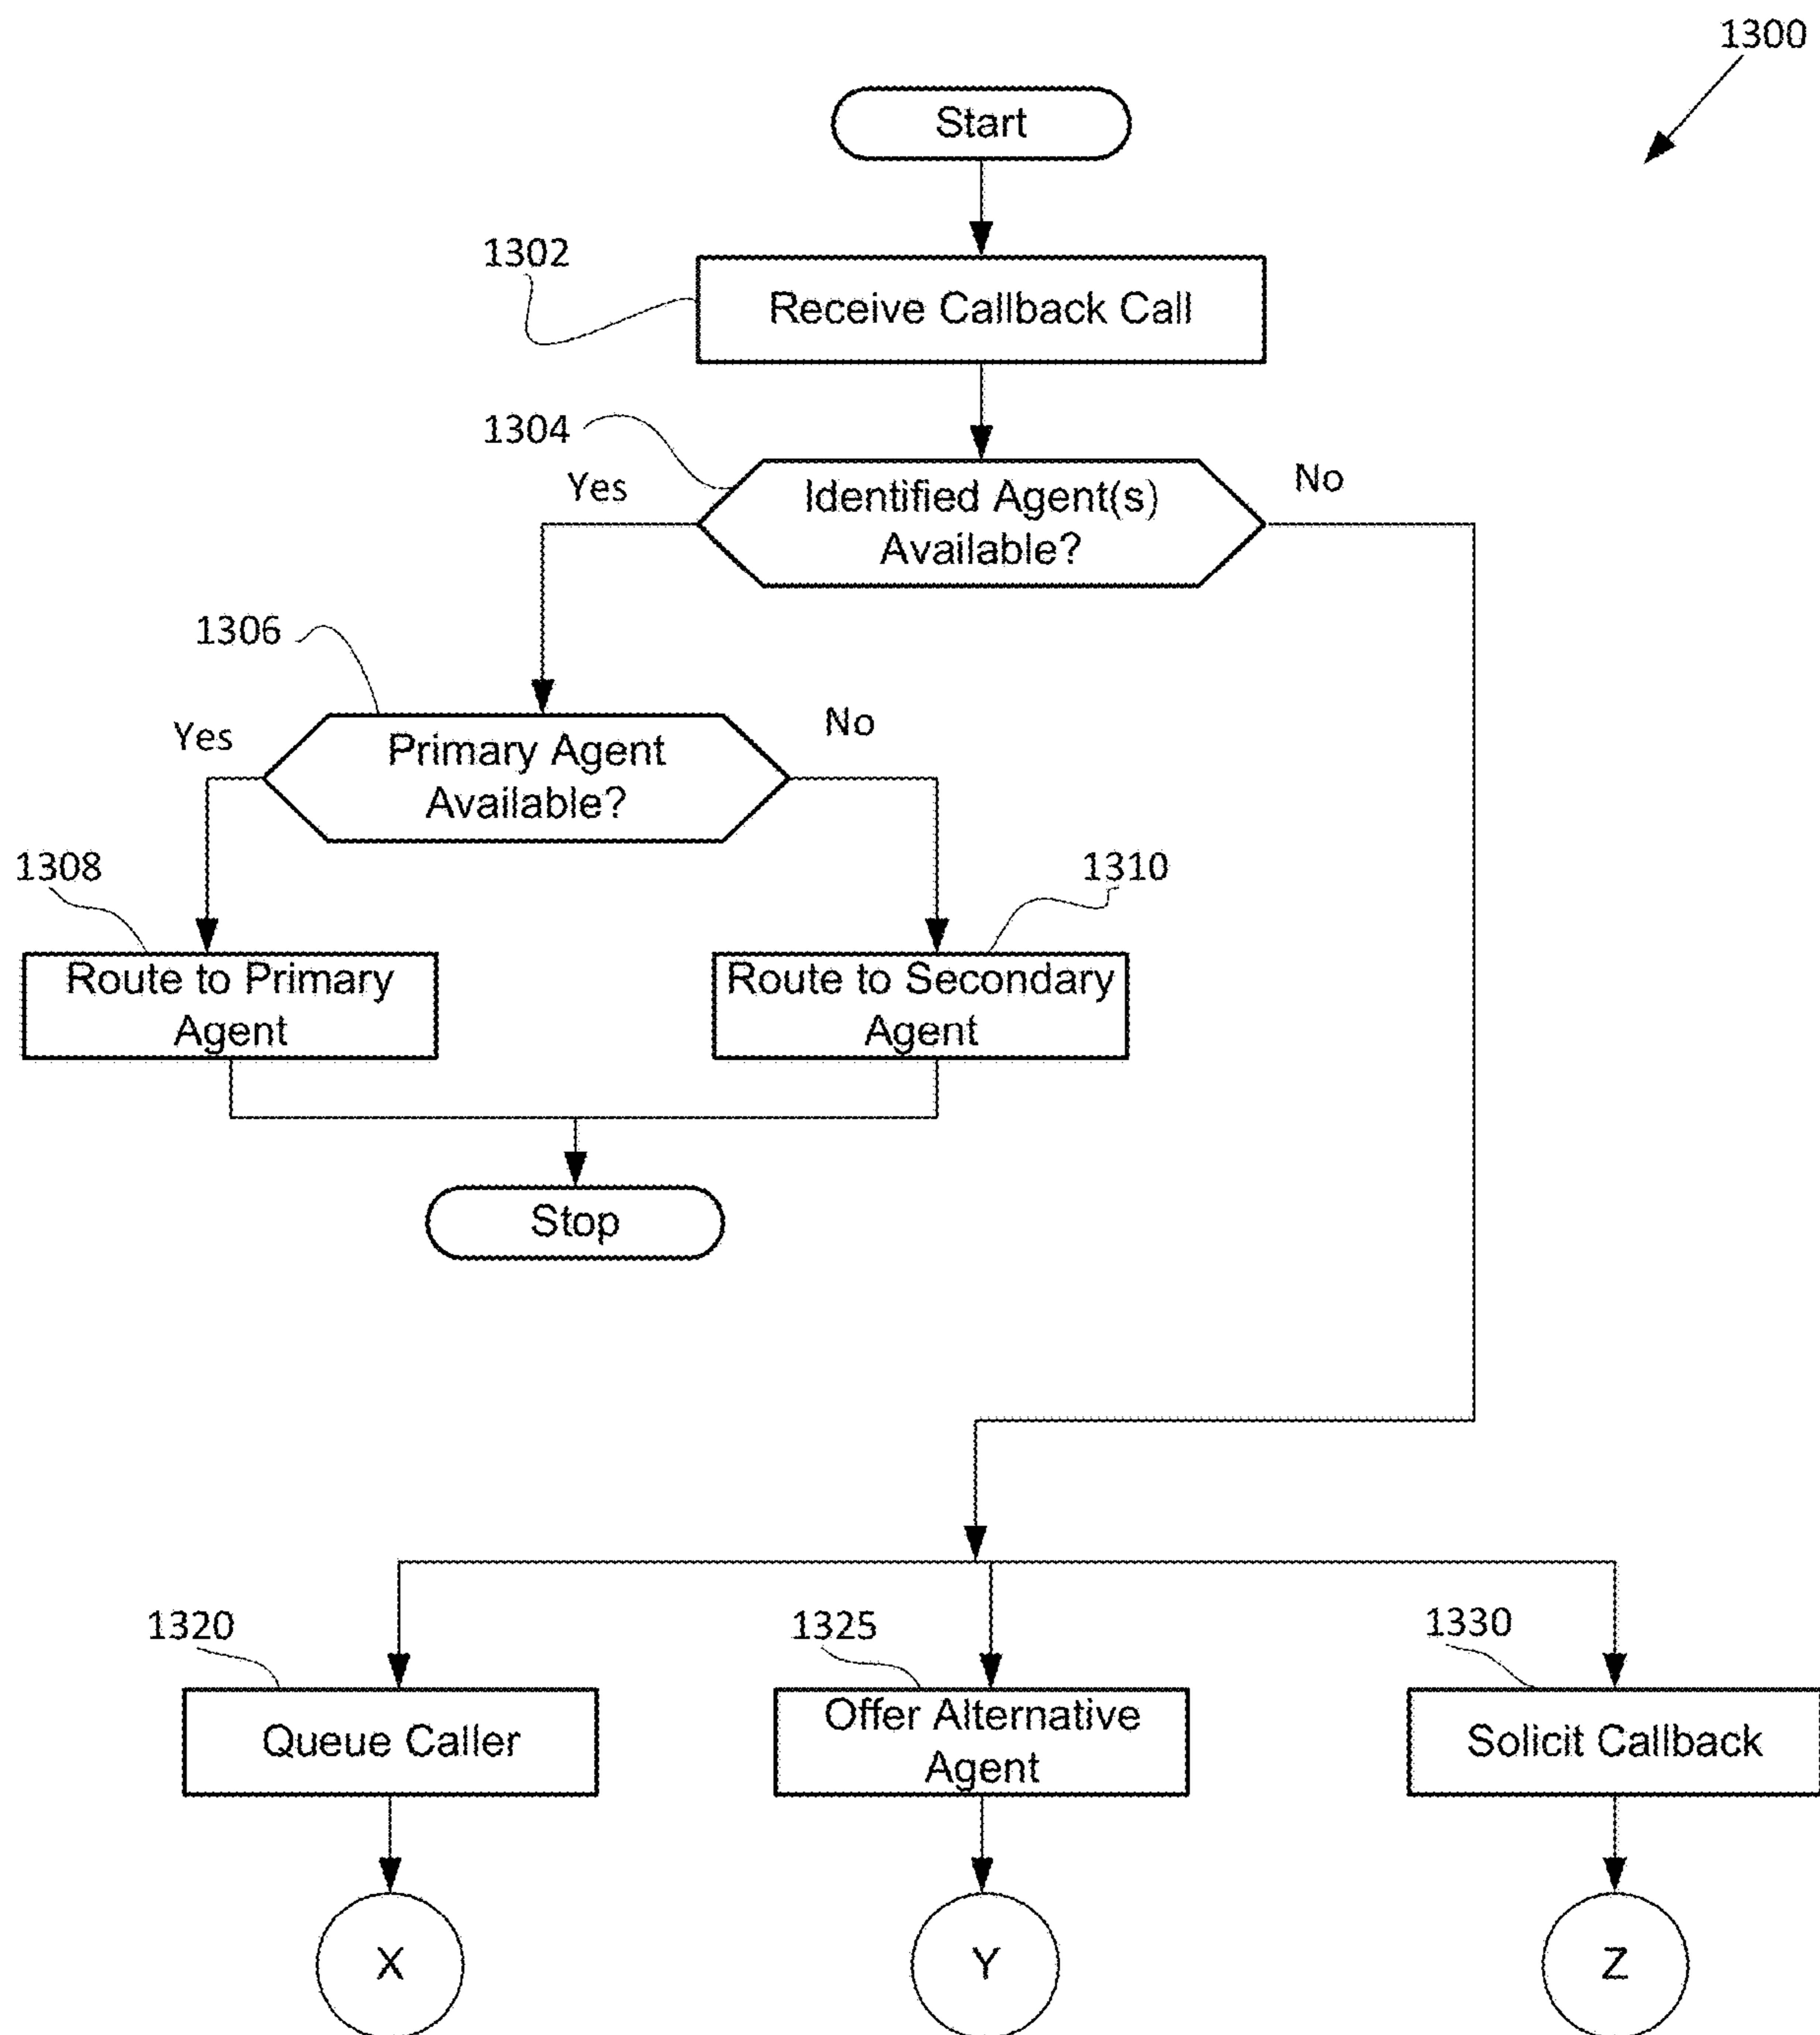 1300
Start
1302
Receive Callback Call
1304
Yes
Identified Agent(s)
Available?
No
1306
Yes
Primary Agent
Available?
No
1308
1310
Route to Primary
Agent
Route to Secondary
Agent
Stop
1320
1325
1330
Queue Caller
Offer Alternative
Agent
Solicit Callback
X
Y
Z